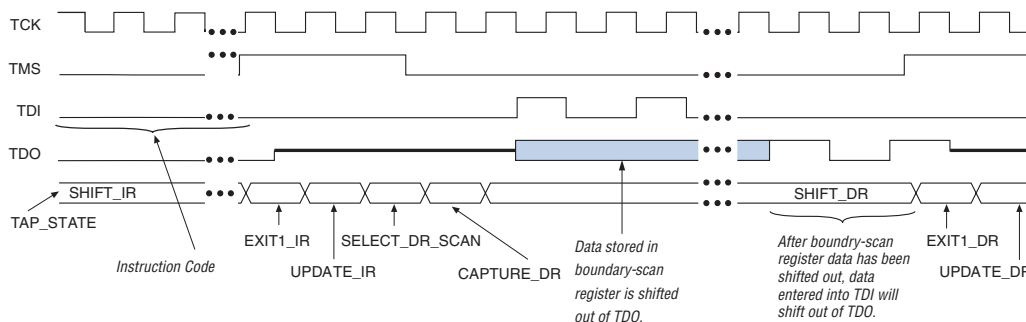 TCK
TMS
TDI
TDO
SHIFT_IR
SHIFT_DR
TAP_STATE
EXIT1_IR
SELECT_DR_SCAN
Instruction Code
UPDATE_IR
CAPTURE_DR
Data stored in
boundary-scan
register is shifted
out of TDO.
After boundry-scan
register data has been
shifted out, data
entered into TDI will
shift out of TDO.
EXIT1_DR
UPDATE_DR